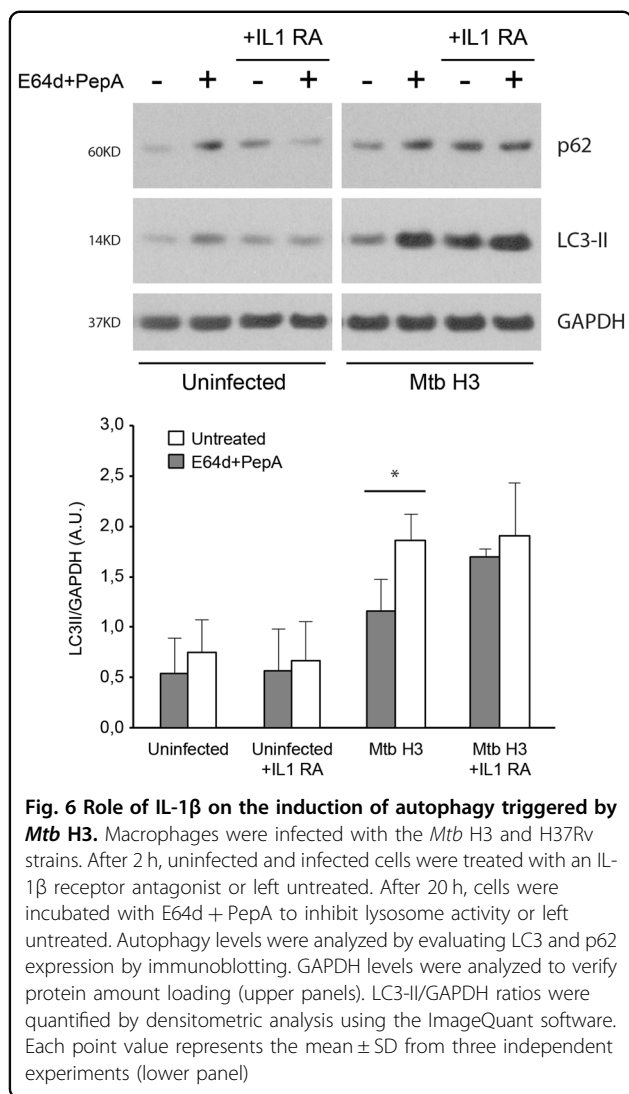 +IL1 RA +IL1 RA
E64d+PepA - + - + - + - +
60KD p62
14KD LC3-II
37KD GAPDH
Uninfected Mtb H3
3,0
2,5
2,0
1,5
1,0
0,5
0,0
LC3II/GAPDH (A.U.)
Untreated
E64d+PepA
*
Uninfected Uninfected +IL1 RA Mtb H3 Mtb H3 +IL1 RA
Fig. 6 Role of IL-1β on the induction of autophagy triggered by
Mtb H3. Macrophages were infected with the Mtb H3 and H37Rv
strains. After 2 h, uninfected and infected cells were treated with an IL-
1β receptor antagonist or left untreated. After 20 h, cells were
incubated with E64d + PepA to inhibit lysosome activity or left
untreated. Autophagy levels were analyzed by evaluating LC3 and p62
expression by immunoblotting. GAPDH levels were analyzed to verify
protein amount loading (upper panels). LC3-II/GAPDH ratios were
quantified by densitometric analysis using the ImageQuant software.
Each point value represents the mean ± SD from three independent
experiments (lower panel)